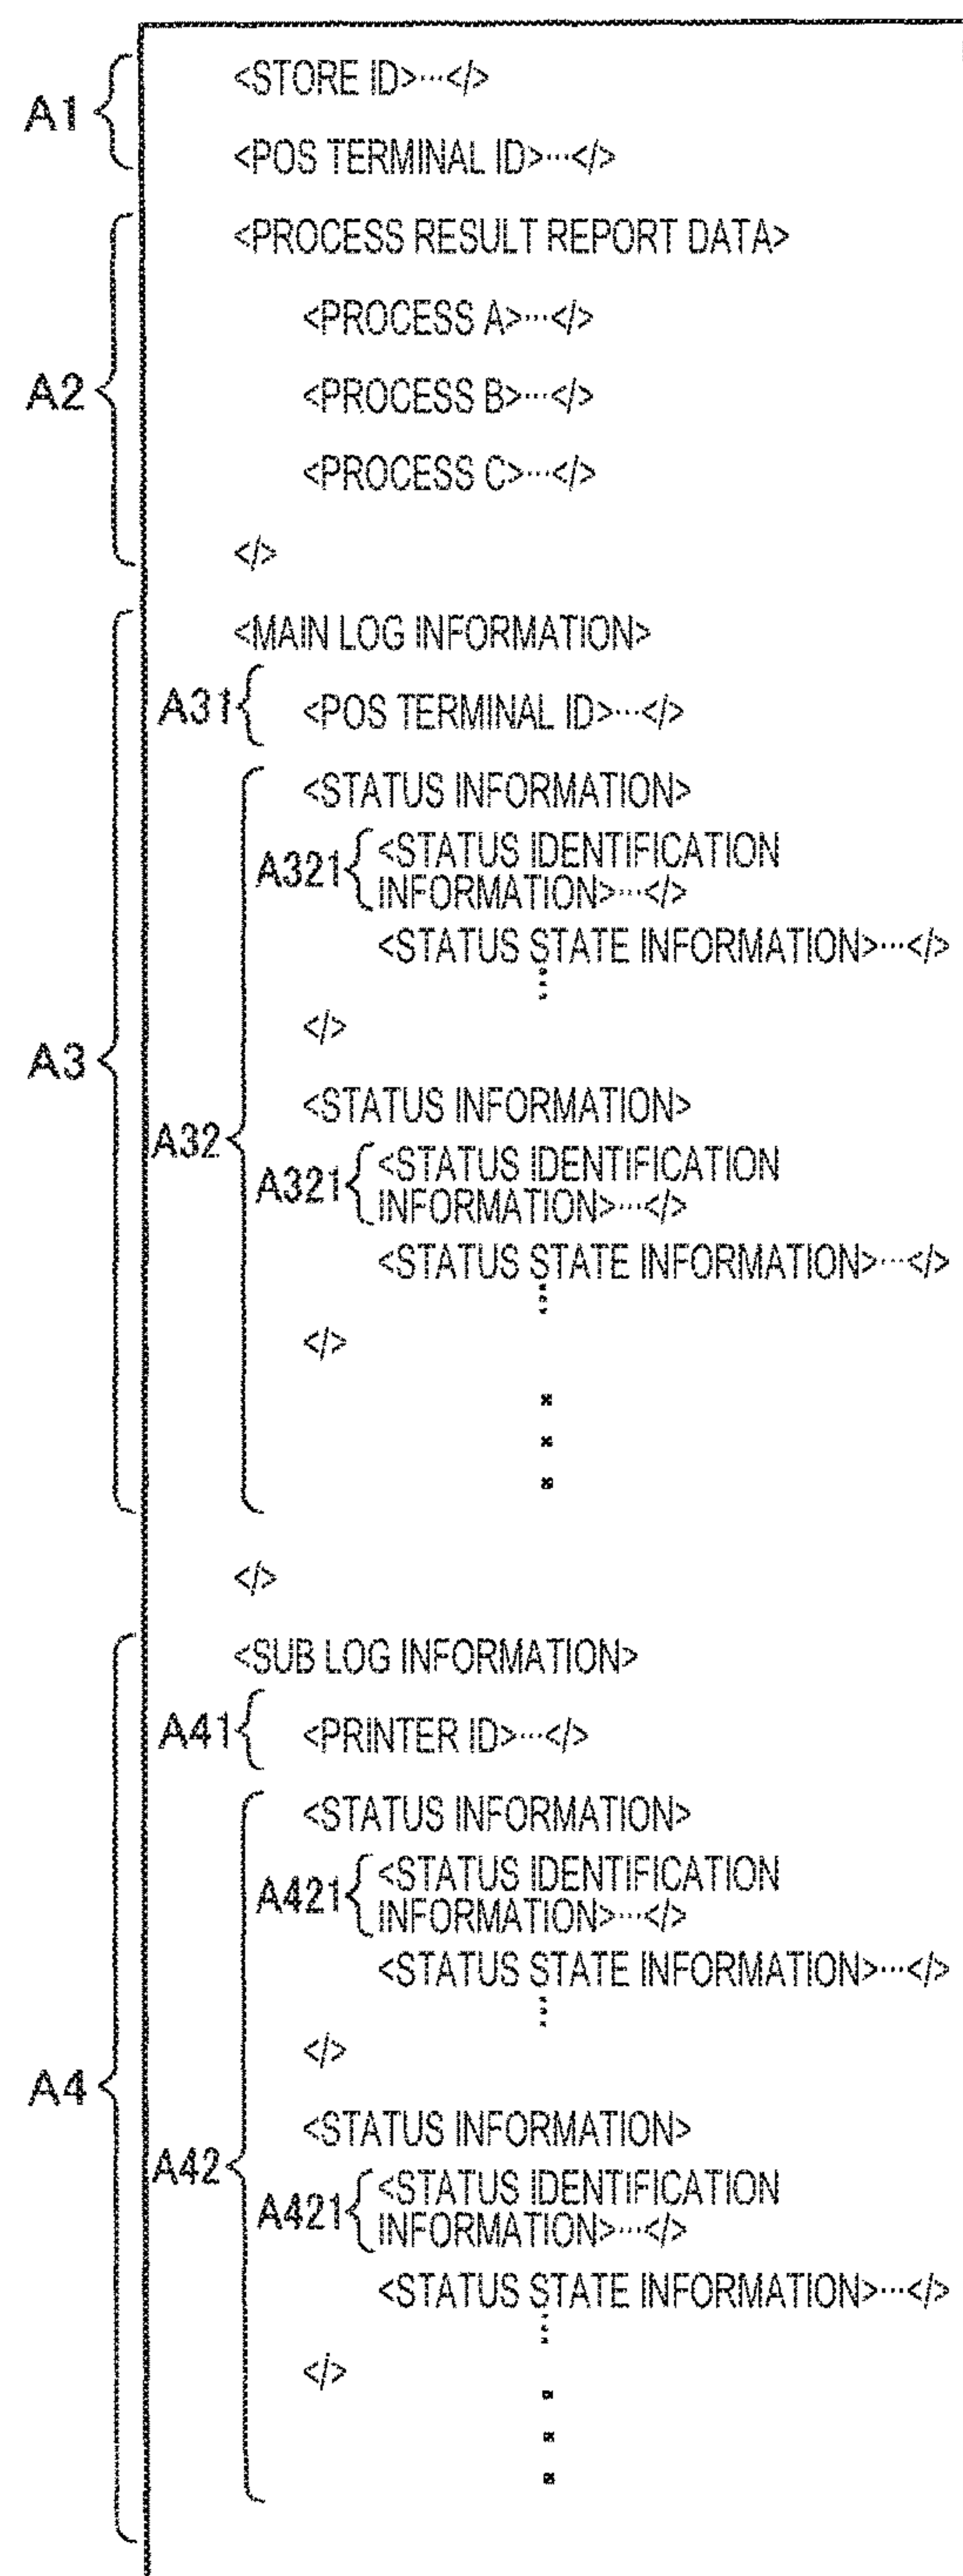 <STORE ID>…</>
A1
<POS TERMINAL ID>…</>
<PROCESS RESULT REPORT DATA>
<PROCESS A>…</>
A2
<PROCESS B>…</>
<PROCESS C>…</>
</>
<MAIN LOG INFORMATION>
A31 <POS TERMINAL ID>…</>
<STATUS INFORMATION>
<STATUS IDENTIFICATION
A321
INFORMATION>…</>
<STATUS STATE INFORMATION>…</>
</>
A3
<STATUS INFORMATION>
A32
<STATUS IDENTIFICATION
A321
INFORMATION>…</>
<STATUS STATE INFORMATION>…</>
</>
</>
<SUB LOG INFORMATION>
A41 <PRINTER ID>…</>
<STATUS INFORMATION>
<STATUS IDENTIFICATION
A421
INFORMATION>…</>
<STATUS STATE INFORMATION>…</>
</>
A4
<STATUS INFORMATION>
A42
<STATUS IDENTIFICATION
A421
INFORMATION>…</>
<STATUS STATE INFORMATION>…</>
</>